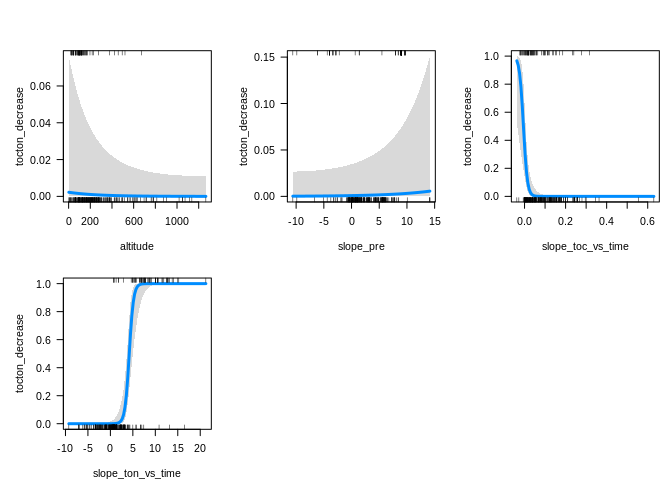 tocton_decrease
0.06
0.04
0.02
0.00
0 200 600 1000
altitude
tocton_decrease
0.15
0.10
0.05
0.00
-10 -5 0 5 10 15
slope_pre
tocton_decrease
1.0
0.8
0.6
0.4
0.2
0.0
0.0 0.2 0.4 0.6
slope_toc_vs_time
tocton_decrease
1.0
0.8
0.6
0.4
0.2
0.0
-10 -5 0 5 10 15 20
slope_ton_vs_time